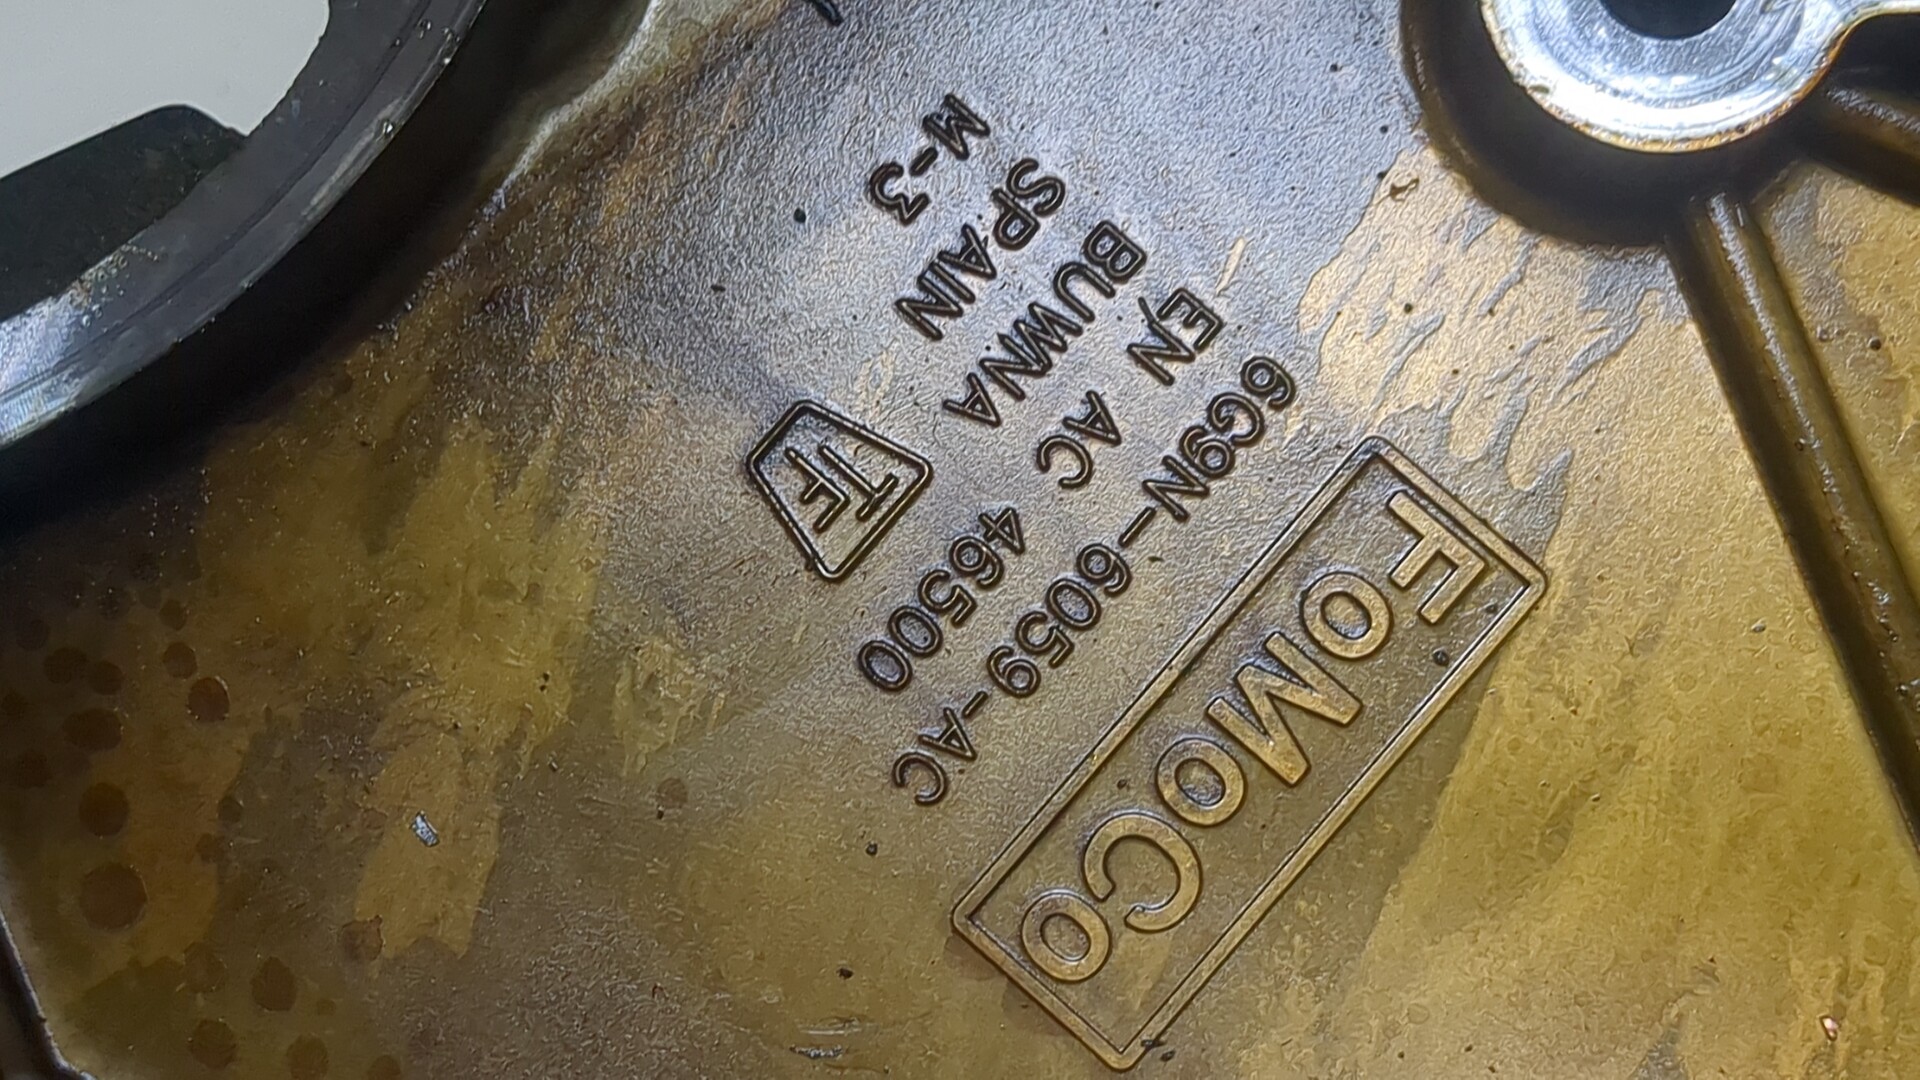 FoMoCo
6G9N-6059-AC
EN AC 46500
BUWNA
SPAIN
M-3
TF